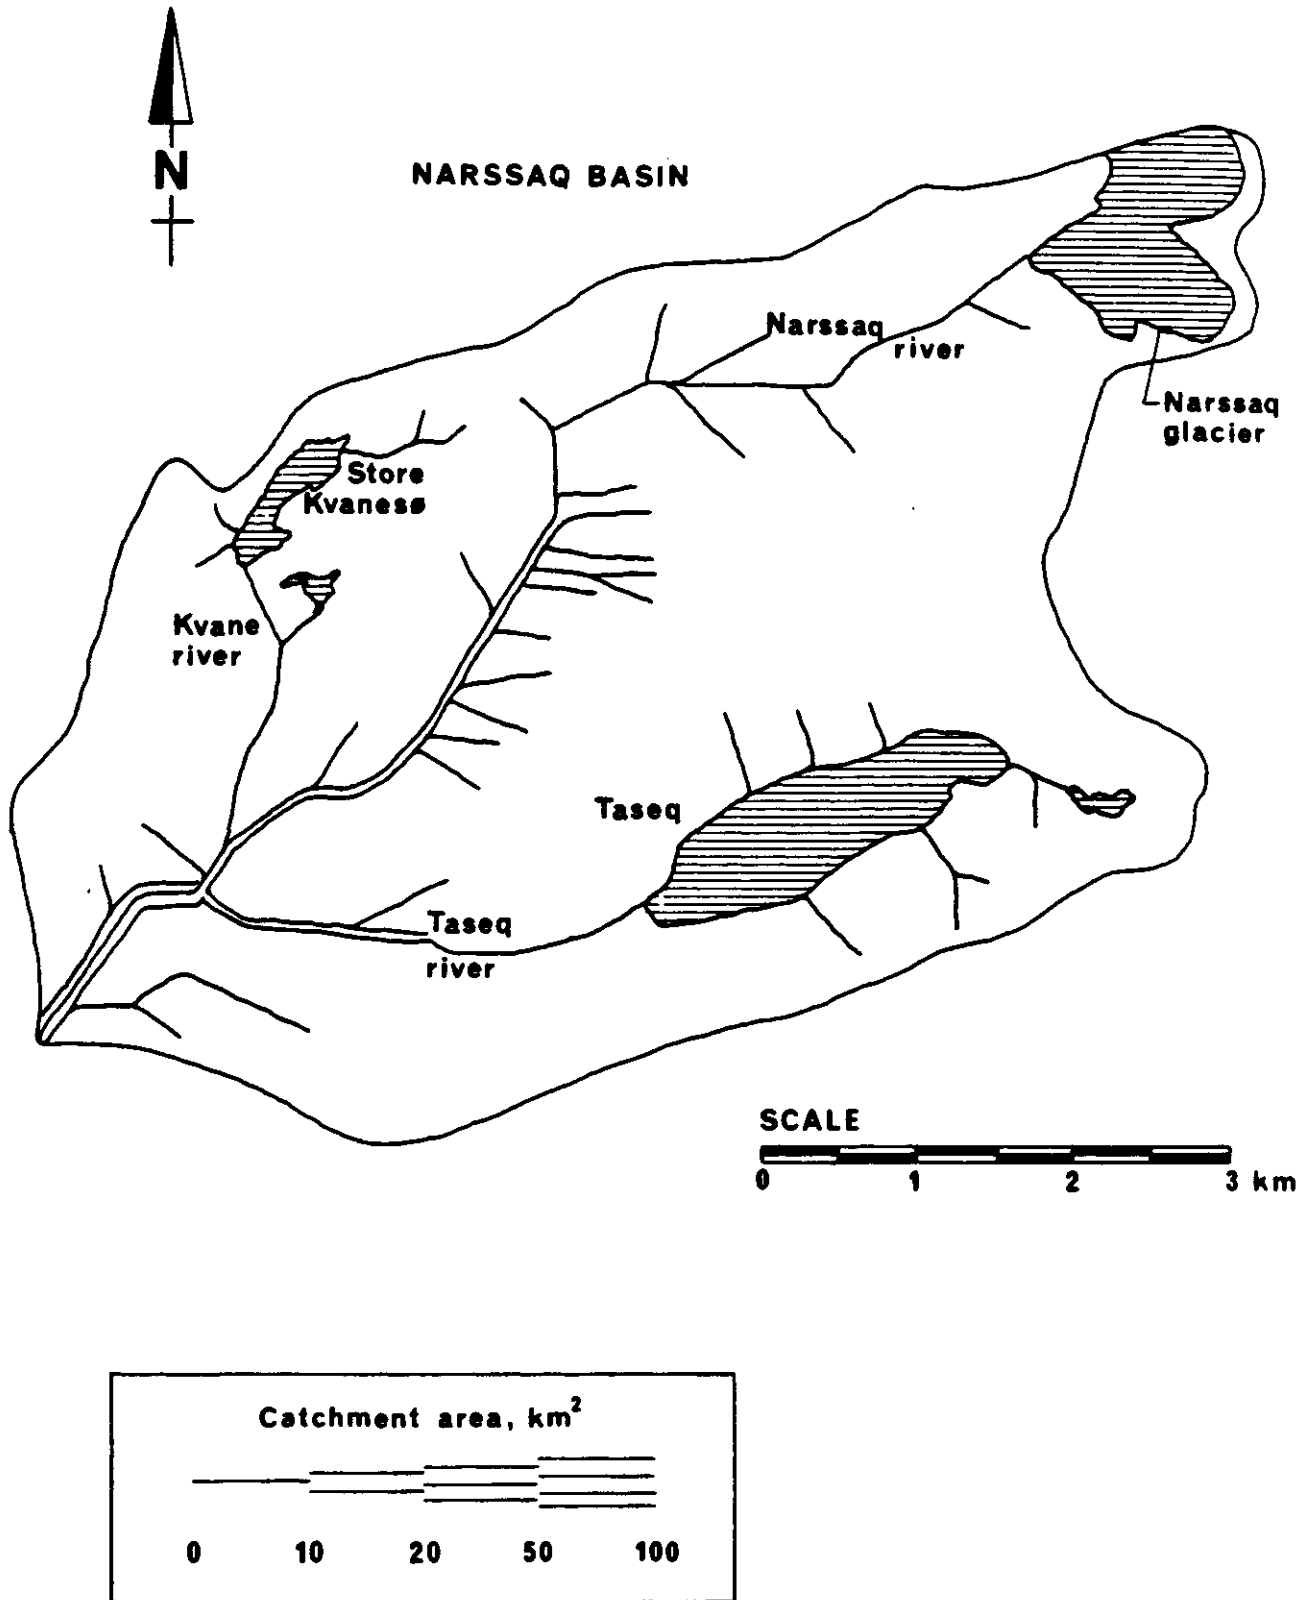 N
NARSSAQ BASIN
Narssaq
river
Narssaq
glacier
Store
Kvanesø
Kvane
river
Taseq
Taseq
river
SCALE
0 1 2 3 km
Catchment area, km²
0 10 20 50 100